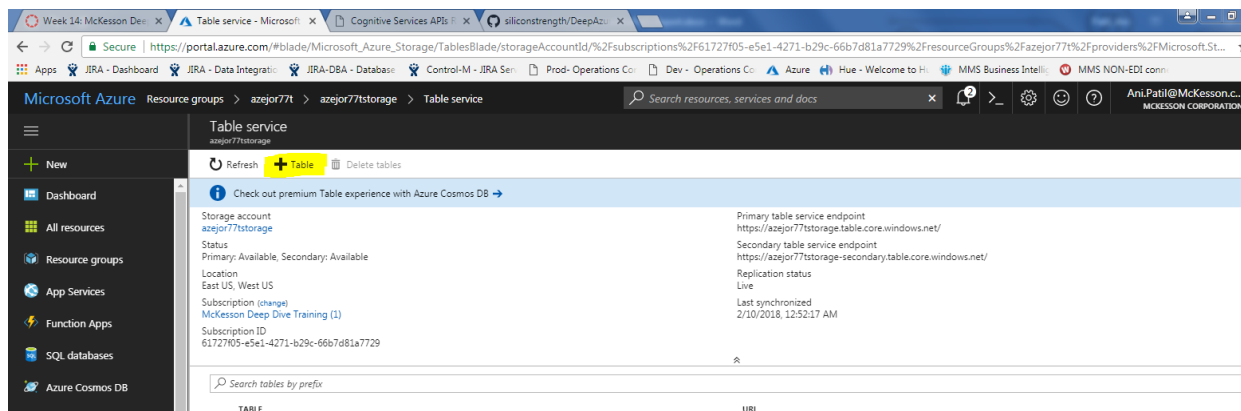 Week 14: McKesson Dee
Table service - Microsoft
Cognitive Services APIs R
siliconstrength/DeepAzu
Secure | https://portal.azure.com/#blade/Microsoft_Azure_Storage/TablesBlade/storageAccountId/%2Fsubscriptions%2F61727f05-e5e1-4271-b29c-66b7d81a7729%2FresourceGroups%2Fazejor77t%2Fproviders%2FMicrosoft.St...
Apps JIRA - Dashboard JIRA - Data Integratio JIRA-DBA - Database Control-M - JIRA Ser Prod- Operations Co Dev - Operations Co Azure Hue - Welcome to H MMS Business Intellig MMS NON-EDI conn
Microsoft Azure Resource groups > azejor77t > azejor77tstorage > Table service
Search resources, services and docs
2
Ani.Patil@McKesson.c...
MCKESSON CORPORATION
Table service
azejor77tstorage
New
Refresh Table Delete tables
Dashboard
Check out premium Table experience with Azure Cosmos DB →
All resources
Resource groups
App Services
Function Apps
SQL databases
Azure Cosmos DB
Storage account
azejor77tstorage
Status
Primary: Available, Secondary: Available
Location
East US, West US
Subscription (change)
McKesson Deep Dive Training (1)
Subscription ID
61727f05-e5e1-4271-b29c-66b7d81a7729
Primary table service endpoint
https://azejor77tstorage.table.core.windows.net/
Secondary table service endpoint
https://azejor77tstorage-secondary.table.core.windows.net/
Replication status
Live
Last synchronized
2/10/2018, 12:52:17 AM
Search tables by prefix
TABLE URL